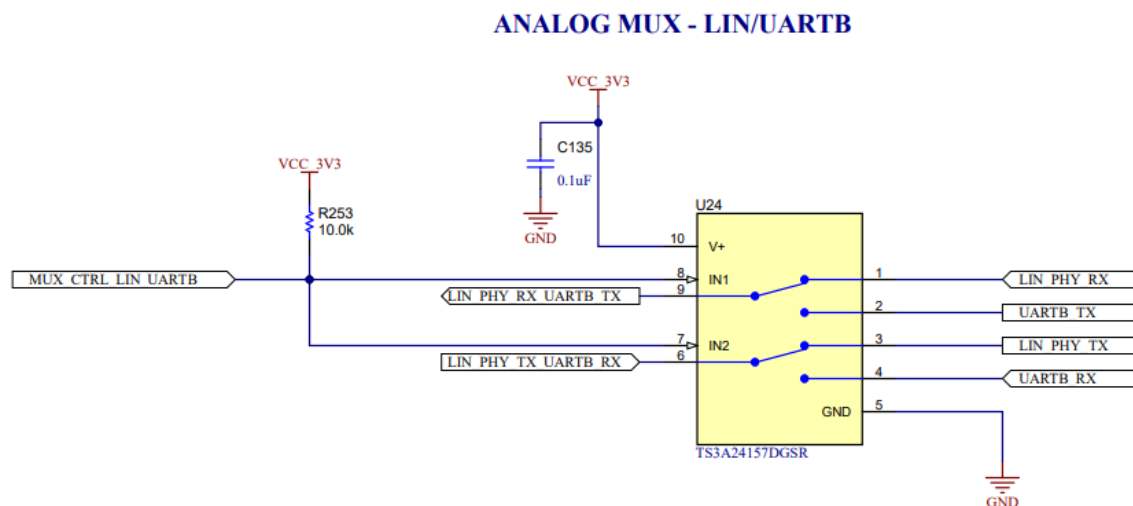 ANALOG MUX - LIN/UARTB
VCC_3V3
C135
0.1uF
GND
VCC_3V3
R253
10.0k
MUX_CTRL_LIN_UARTB
LIN_PHY_RX_UARTB_TX
LIN_PHY_TX_UARTB_RX
U24
10 V+
8 IN1
9
7 IN2
6
1 LIN_PHY_RX
2 UARTB_TX
3 LIN_PHY_TX
4 UARTB_RX
GND 5
TS3A24157DGSR
GND